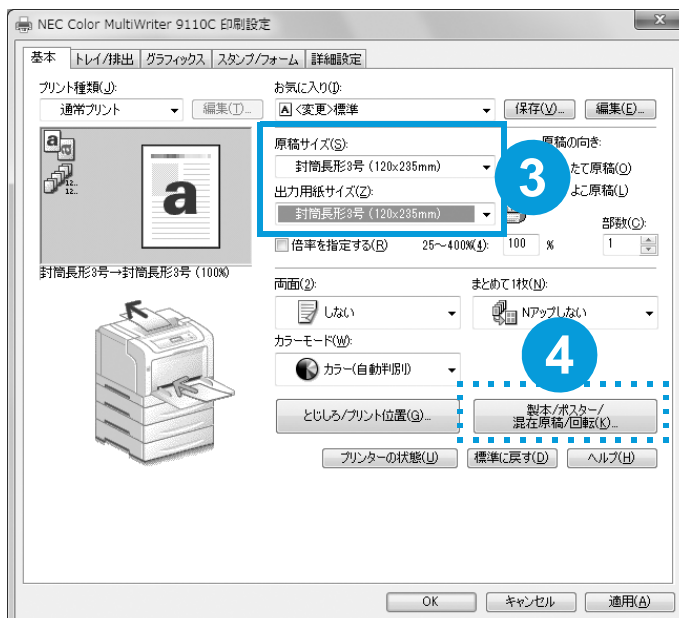 NEC Color MultiWriter 9110C 印刷設定
基本 トレイ/排出 グラフィックス スタンプ/フォーム 詳細設定
プリント種類(J):
通常プリント 編集(T)...
お気に入り(I):
A <変更>標準 保存(V)... 編集(E)...
原稿サイズ(S):
封筒長形3号 (120x235mm)
出力用紙サイズ(Z):
封筒長形3号 (120x235mm)
3
原稿の向き:
たて原稿(O)
よこ原稿(L)
倍率を指定する(R) 25～400%(4): 100 %
部数(C):
1
a
12..
12..
a
封筒長形3号→封筒長形3号 (100%)
両面(2):
しない
まとめて1枚(N):
Nアップしない
カラーモード(W):
カラー(自動判別)
4
とじしろ/プリント位置(G)...
製本/ポスター/
混在原稿/回転(K)...
プリンターの状態(U) 標準に戻す(D) ヘルプ(H)
OK キャンセル 適用(A)